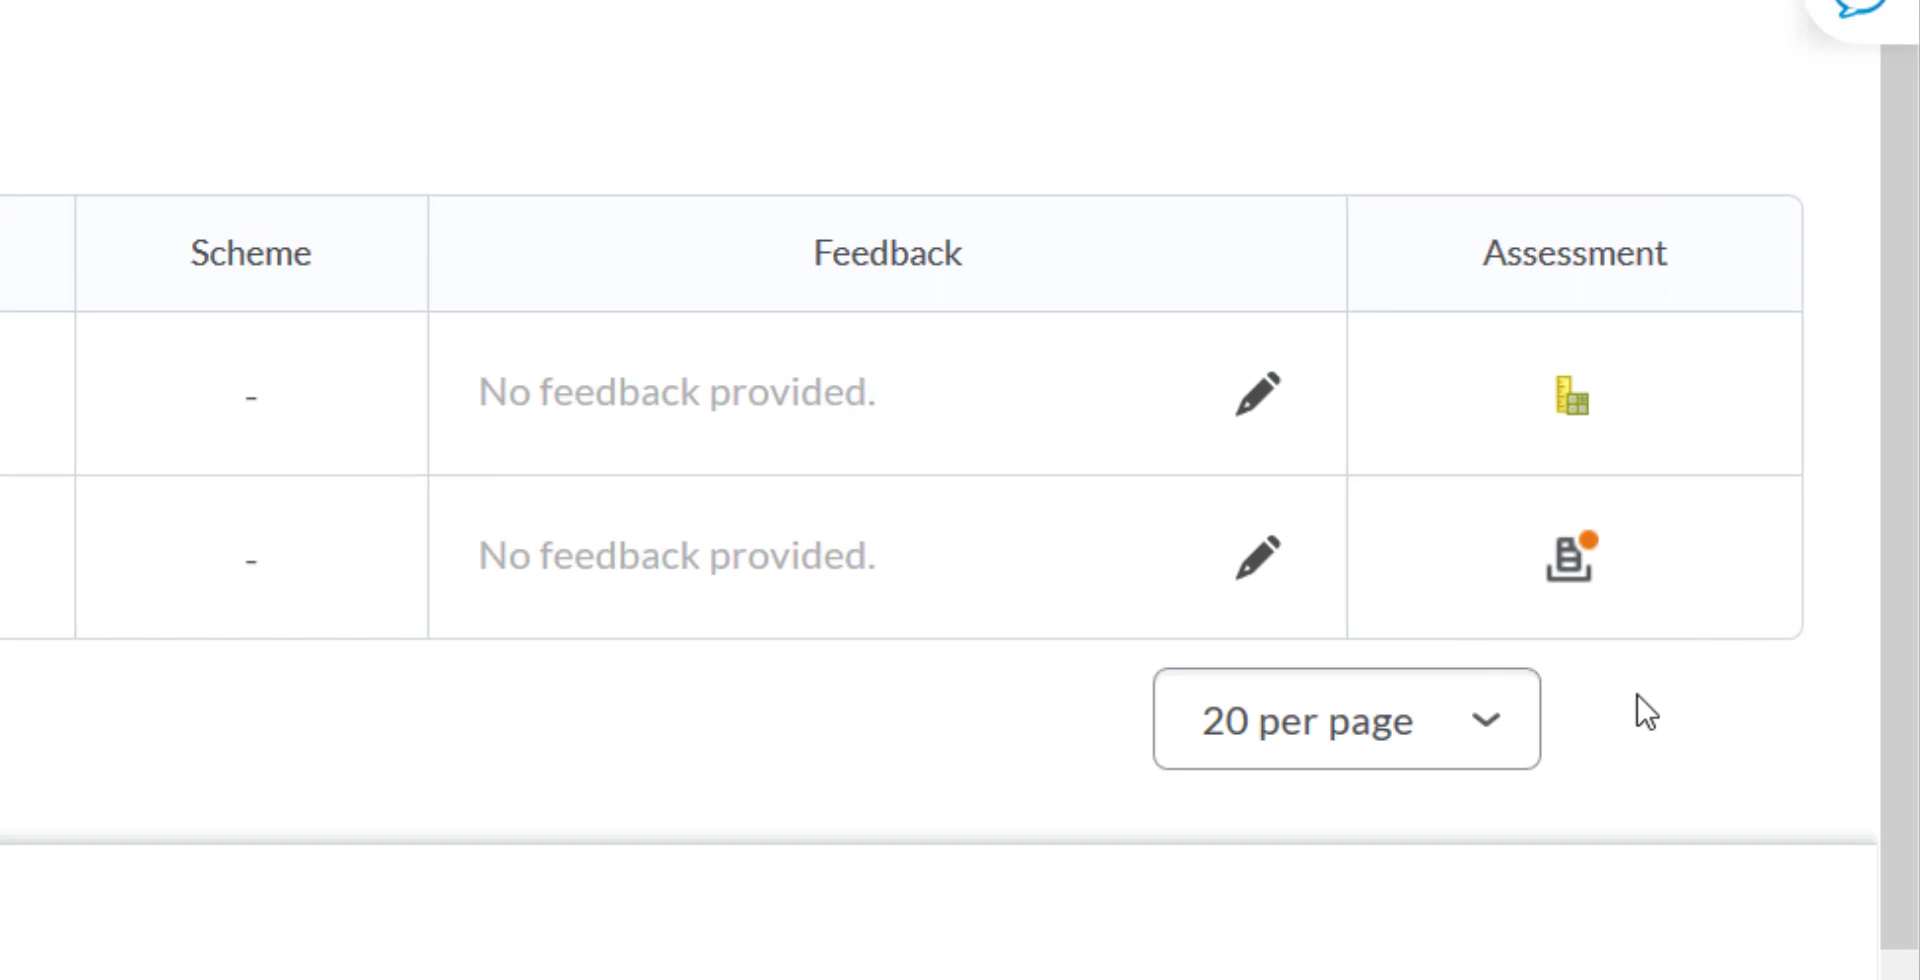 Scheme Feedback Assessment
- No feedback provided.
- No feedback provided.
20 per page